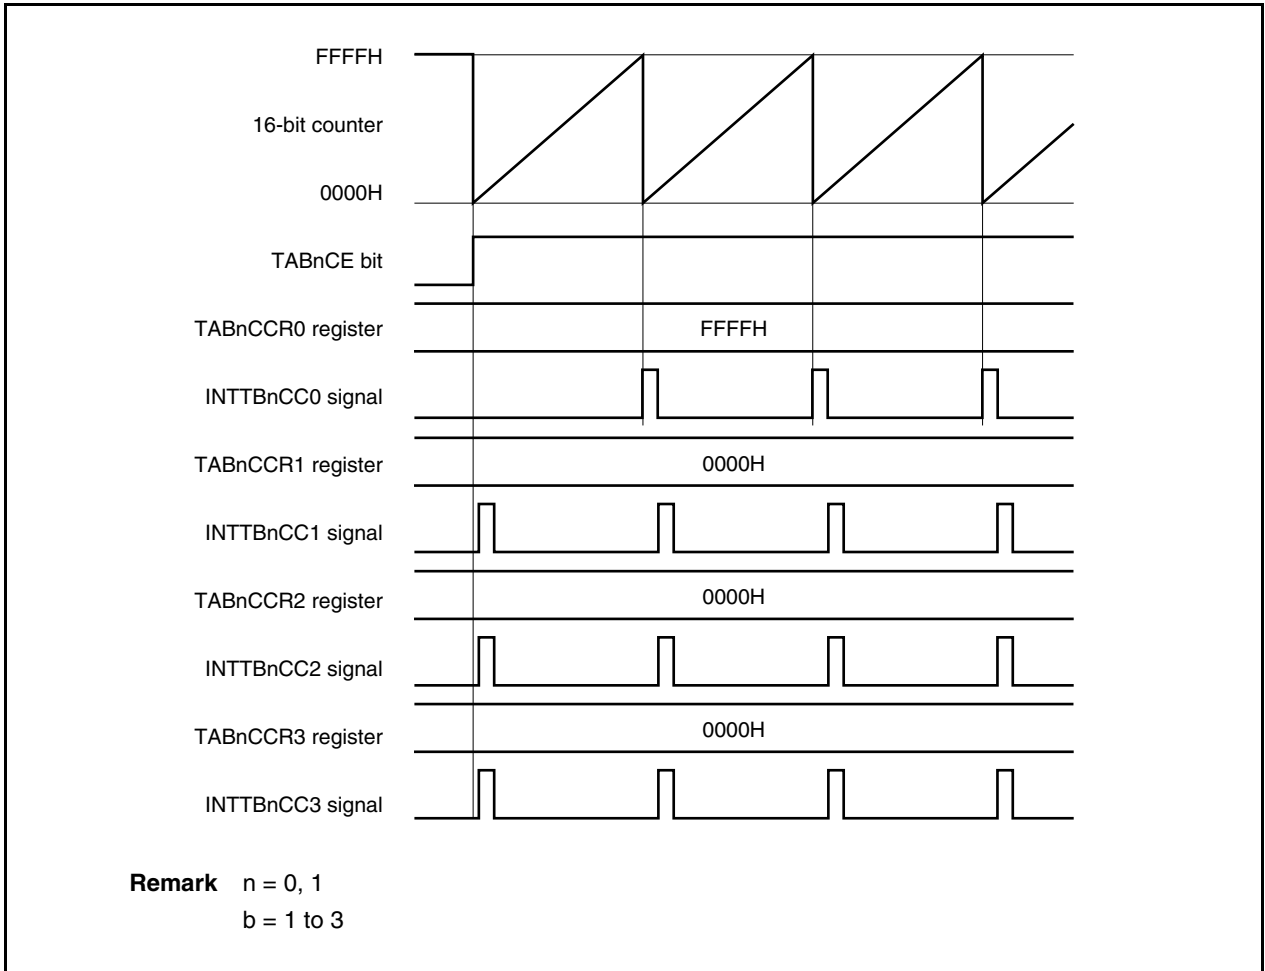 FFFFH
16-bit counter
0000H
TABnCE bit
TABnCCR0 register
FFFFH
INTTBnCC0 signal
TABnCCR1 register
0000H
INTTBnCC1 signal
TABnCCR2 register
0000H
INTTBnCC2 signal
TABnCCR3 register
0000H
INTTBnCC3 signal
Remark n = 0, 1
b = 1 to 3